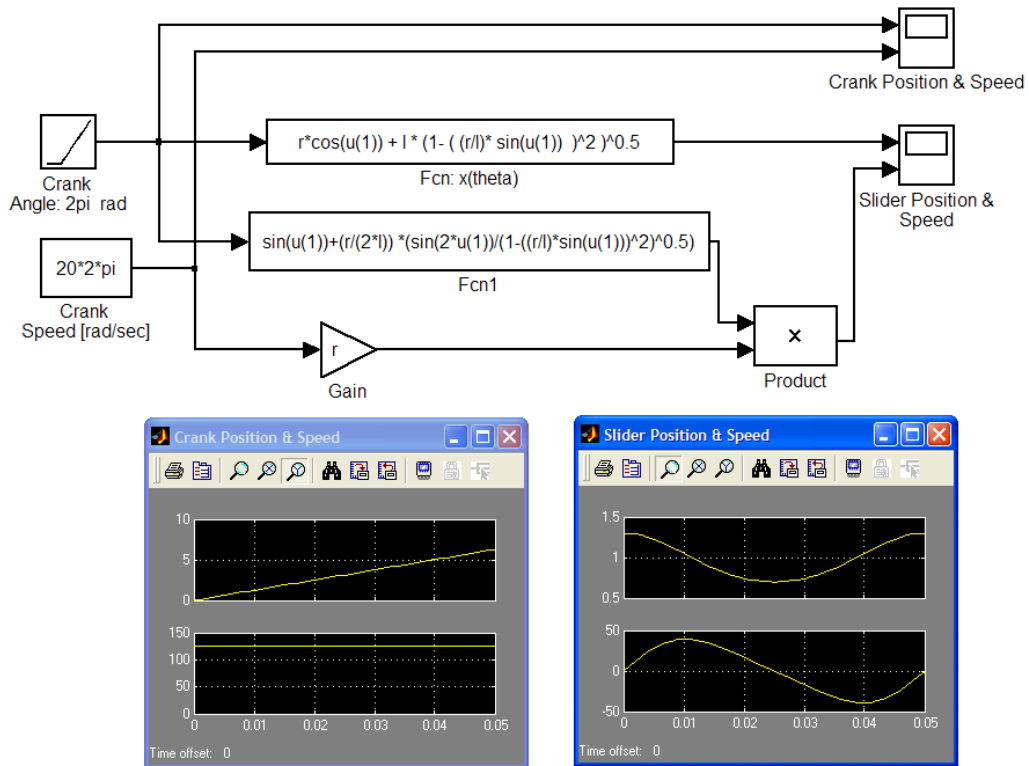 Crank Position & Speed
r*cos(u(1)) + l * (1- ( (r/l)* sin(u(1)) )^2 )^0.5
Fcn: x(theta)
Crank
Angle: 2pi rad
Slider Position &
Speed
sin(u(1))+(r/(2*l)) *(sin(2*u(1))/(1-((r/l)*sin(u(1)))^2)^0.5)
Fcn1
20*2*pi
Crank
Speed [rad/sec]
r
Gain
x
Product
Crank Position & Speed
10
5
0
150
100
50
0
0 0.01 0.02 0.03 0.04 0.05
Time offset: 0
Slider Position & Speed
1.5
1
0.5
50
0
-50
0 0.01 0.02 0.03 0.04 0.05
Time offset: 0